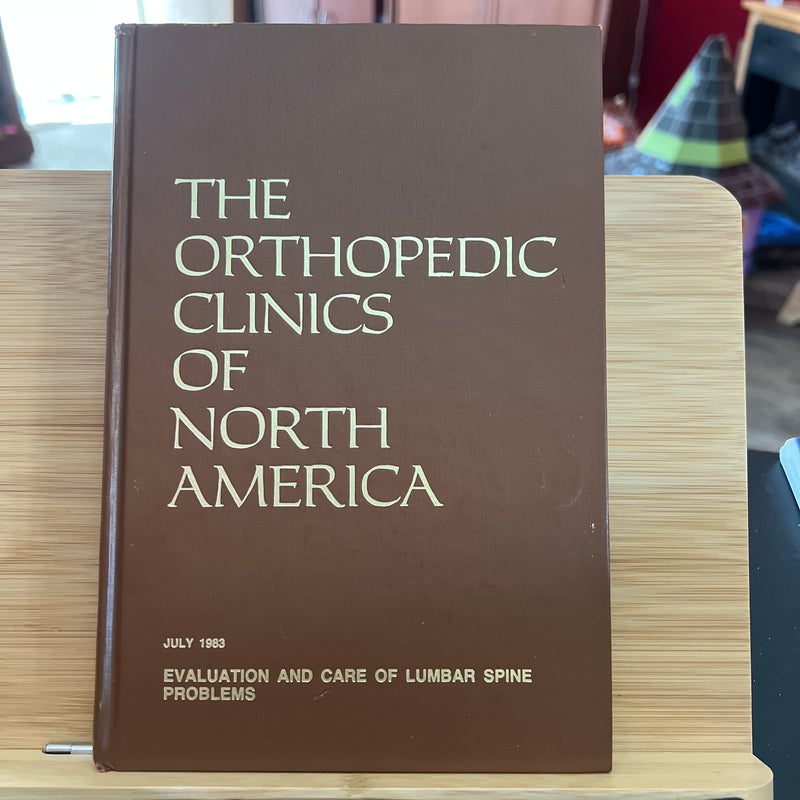 THE
ORTHOPEDIC
CLINICS
OF
NORTH
AMERICA
JULY 1983
EVALUATION AND CARE OF LUMBAR SPINE
PROBLEMS